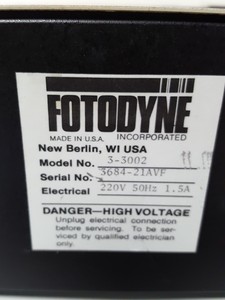 FOTODYNE
MADE IN U.S.A. INCORPORATED
New Berlin, WI USA
Model No. 3-3002
Serial No. 3684-21AVF
Electrical 220V 50Hz 1.5A
DANGER—HIGH VOLTAGE
Unplug electrical connection
before servicing. To be ser-
viced by qualified electrician
only.